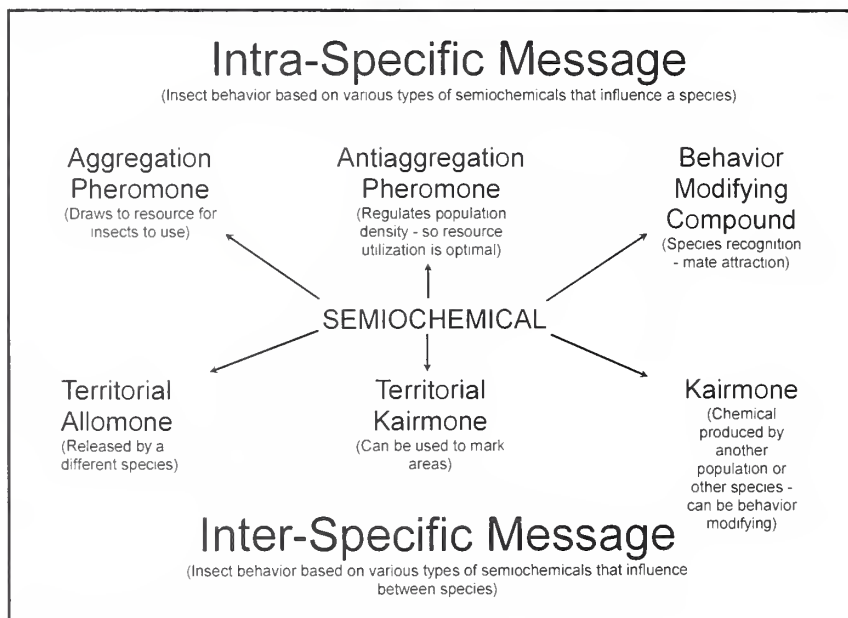 Intra-Specific Message
(Insect behavior based on various types of semiochemicals that influence a species)
Aggregation
Pheromone
(Draws to resource for
insects to use)
Antiaggregation
Pheromone
(Regulates population
density - so resource
utilization is optimal)
Behavior
Modifying
Compound
(Species recognition
- mate attraction)
SEMIOCHEMICAL
Territorial
Allomone
(Released by a
different species)
Territorial
Kairmone
(Can be used to mark
areas)
Kairmone
(Chemical
produced by
another
population or
other species -
can be behavior
modifying)
Inter-Specific Message
(Insect behavior based on various types of semiochemicals that influence
between species)